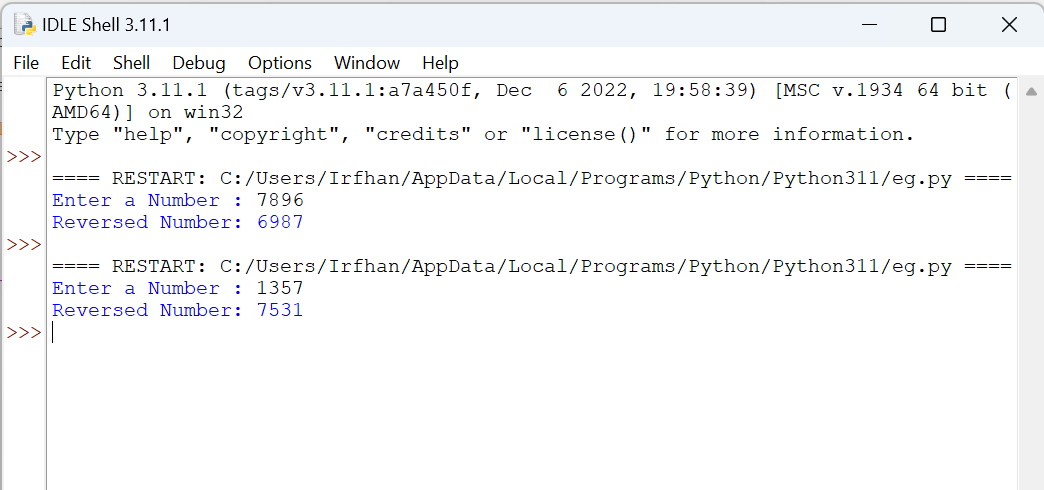 IDLE Shell 3.11.1
File Edit Shell Debug Options Window Help
Python 3.11.1 (tags/v3.11.1:a7a450f, Dec  6 2022, 19:58:39) [MSC v.1934 64 bit (
AMD64)] on win32
Type "help", "copyright", "credits" or "license()" for more information.
>>>
==== RESTART: C:/Users/Irfhan/AppData/Local/Programs/Python/Python311/eg.py ====
Enter a Number : 7896
Reversed Number: 6987
>>>
==== RESTART: C:/Users/Irfhan/AppData/Local/Programs/Python/Python311/eg.py ====
Enter a Number : 1357
Reversed Number: 7531
>>>